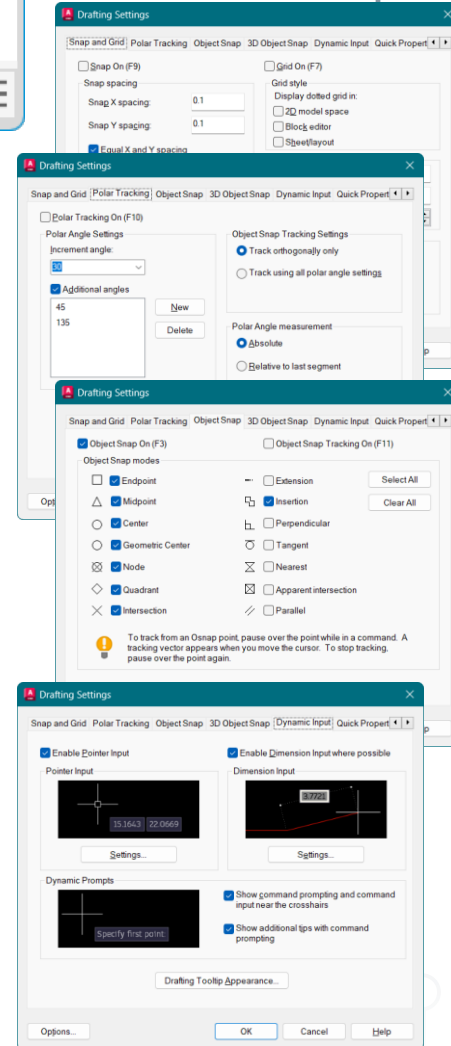 Drafting Settings
Snap and Grid Polar Tracking Object Snap 3D Object Snap Dynamic Input Quick Propert
Snap On (F9)
Grid On (F7)
Snap spacing
Snap X spacing: 0.1
Snap Y spacing: 0.1
Equal X and Y spacing
Grid style
Display dotted grid in:
2D model space
Block editor
Sheet/layout
Drafting Settings
Snap and Grid Polar Tracking Object Snap 3D Object Snap Dynamic Input Quick Propert
Polar Tracking On (F10)
Polar Angle Settings
Increment angle:
30
Additional angles
45
135
New
Delete
Object Snap Tracking Settings
Track orthogonally only
Track using all polar angle settings
Polar Angle measurement
Absolute
Relative to last segment
Drafting Settings
Snap and Grid Polar Tracking Object Snap 3D Object Snap Dynamic Input Quick Propert
Object Snap On (F3)
Object Snap Tracking On (F11)
Object Snap modes
Endpoint
Midpoint
Center
Geometric Center
Node
Quadrant
Intersection
Extension
Insertion
Perpendicular
Tangent
Nearest
Apparent intersection
Parallel
Select All
Clear All
To track from an Osnap point, pause over the point while in a command. A
tracking vector appears when you move the cursor. To stop tracking,
pause over the point again.
Drafting Settings
Snap and Grid Polar Tracking Object Snap 3D Object Snap Dynamic Input Quick Propert
Enable Pointer Input
Enable Dimension Input where possible
Pointer Input
15.1643 22.0669
Settings...
Dimension Input
3.7721
Settings...
Dynamic Prompts
Specify first point:
Show command prompting and command
input near the crosshairs
Show additional tips with command
prompting
Drafting Tooltip Appearance...
Options...
OK
Cancel
Help